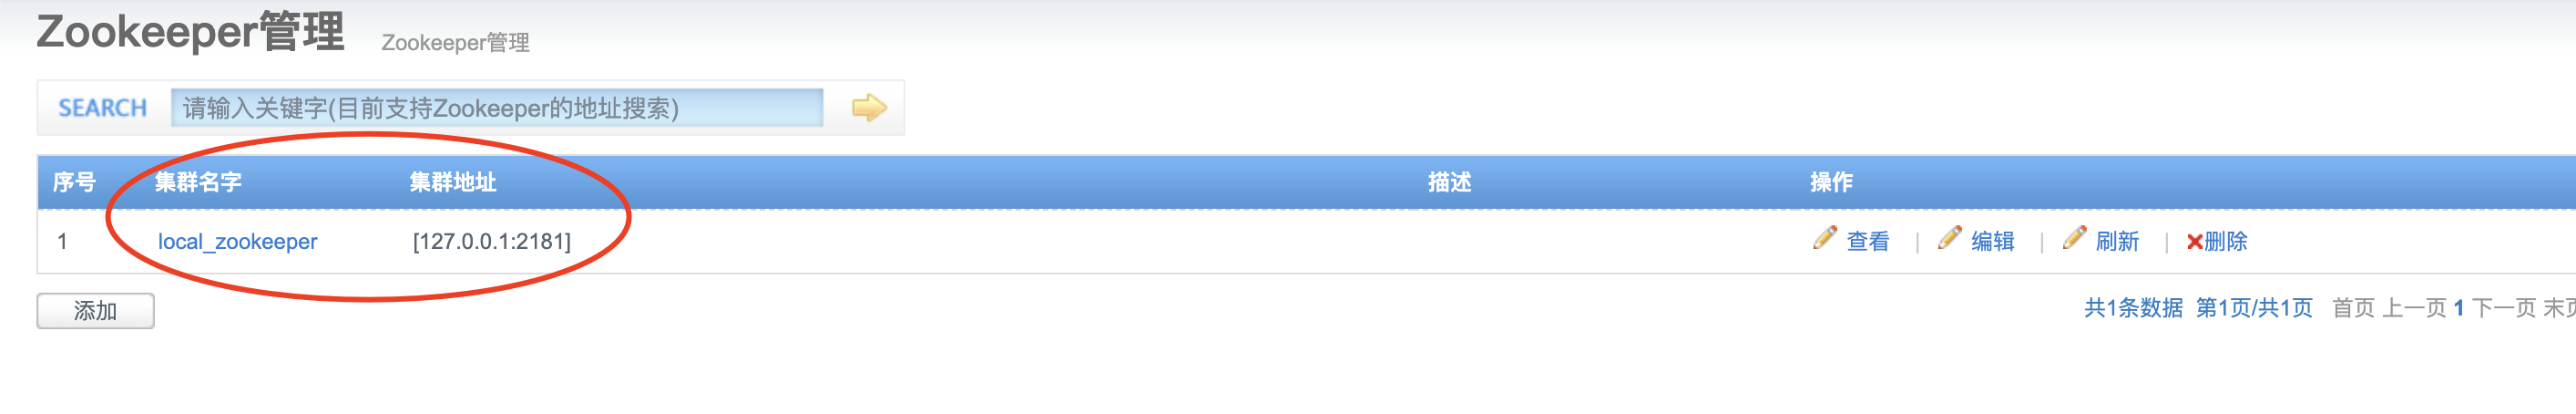 Zookeeper管理 Zookeeper管理
SEARCH 请输入关键字(目前支持Zookeeper的地址搜索)
序号 集群名字 集群地址 描述 操作
1 local_zookeeper [127.0.0.1:2181] 查看 | 编辑 | 刷新 | 删除
添加 共1条数据 第1页/共1页 首页 上一页 1 下一页 末页